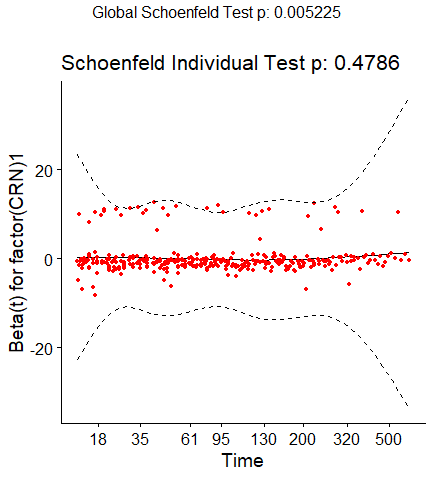 Global Schoenfeld Test p: 0.005225
Schoenfeld Individual Test p: 0.4786
Beta(t) for factor(CRN)1
20
0
-20
18 35 61 95 130 200 320 500
Time